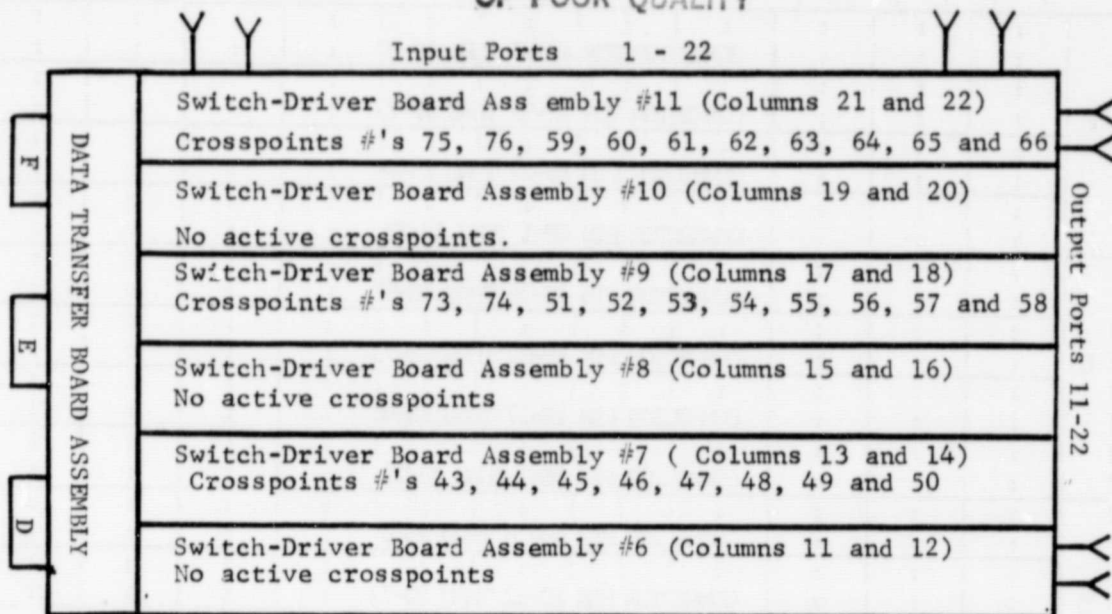 OF POOR QUALITY
Input Ports 1 - 22
Switch-Driver Board Ass embly #11 (Columns 21 and 22)
Crosspoints #'s 75, 76, 59, 60, 61, 62, 63, 64, 65 and 66
Switch-Driver Board Assembly #10 (Columns 19 and 20)
No active crosspoints.
Switch-Driver Board Assembly #9 (Columns 17 and 18)
Crosspoints #'s 73, 74, 51, 52, 53, 54, 55, 56, 57 and 58
Switch-Driver Board Assembly #8 (Columns 15 and 16)
No active crosspoints
Switch-Driver Board Assembly #7 ( Columns 13 and 14)
Crosspoints #'s 43, 44, 45, 46, 47, 48, 49 and 50
Switch-Driver Board Assembly #6 (Columns 11 and 12)
No active crosspoints
F
E
D
DATA TRANSFER BOARD ASSEMBLY
Output Ports 11-22